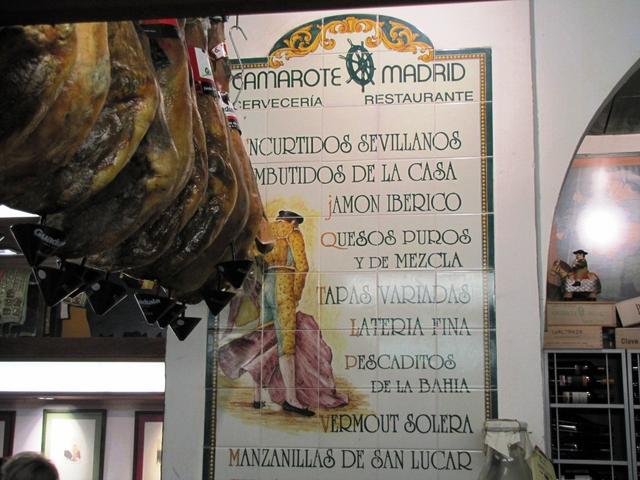 CAMAROTE MADRID
CERVECERÍA RESTAURANTE
ENCURTIDOS SEVILLANOS
EMBUTIDOS DE LA CASA
JAMON IBERICO
QUESOS PUROS
Y DE MEZCLA
TAPAS VARIADAS
LATERIA FINA
PESCADITOS
DE LA BAHIA
VERMOUT SOLERA
MANZANILLAS DE SAN LUCAR